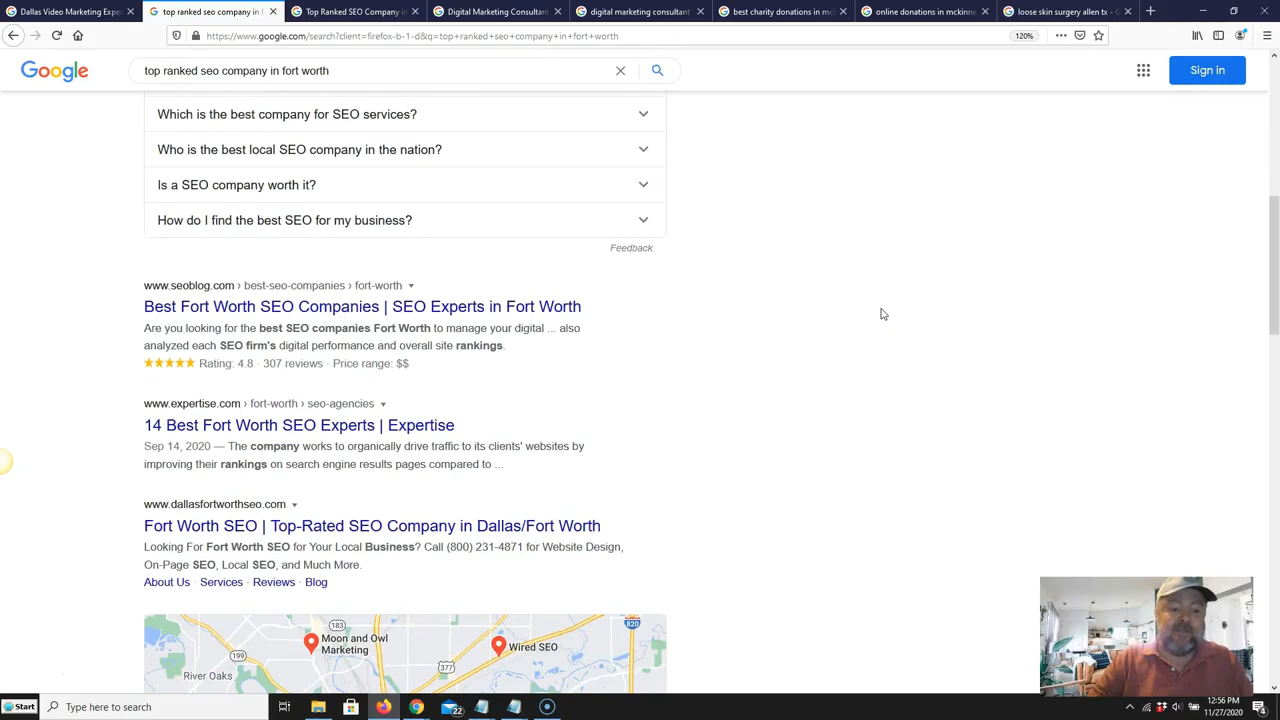 Dallas Video Marketing Exper
top ranked seo company in f
Top Ranked SEO Company in
Digital Marketing Consultant
digital marketing consultant
best charity donations in mck
online donations in mckinne
loose skin surgery allen tx - G
https://www.google.com/search?client=firefox-b-1-d&q=top+ranked+seo+company+in+fort+worth
120%
Google
top ranked seo company in fort worth
Sign in
Which is the best company for SEO services?
Who is the best local SEO company in the nation?
Is a SEO company worth it?
How do I find the best SEO for my business?
Feedback
www.seoblog.com › best-seo-companies › fort-worth
Best Fort Worth SEO Companies | SEO Experts in Fort Worth
Are you looking for the best SEO companies Fort Worth to manage your digital ... also
analyzed each SEO firm's digital performance and overall site rankings.
Rating: 4.8 · 307 reviews · Price range: $$
www.expertise.com › fort-worth › seo-agencies
14 Best Fort Worth SEO Experts | Expertise
Sep 14, 2020 — The company works to organically drive traffic to its clients' websites by
improving their rankings on search engine results pages compared to ...
www.dallasfortworthseo.com
Fort Worth SEO | Top-Rated SEO Company in Dallas/Fort Worth
Looking For Fort Worth SEO for Your Local Business? Call (800) 231-4871 for Website Design,
On-Page SEO, Local SEO, and Much More.
About Us · Services · Reviews · Blog
183
820
Moon and Owl
Marketing
Wired SEO
199
377
River Oaks
Start
Type here to search
22
12:56 PM
11/27/2020
4